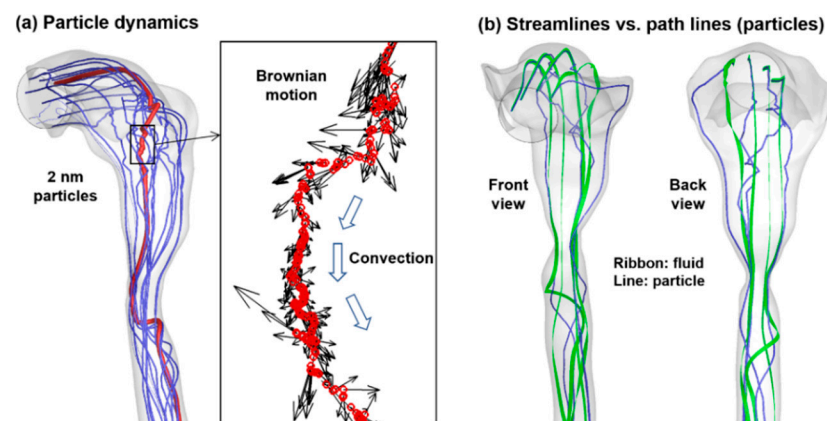 (a) Particle dynamics
2 nm
particles
Brownian
motion
Convection
(b) Streamlines vs. path lines (particles)
Front
view
Back
view
Ribbon: fluid
Line: particle